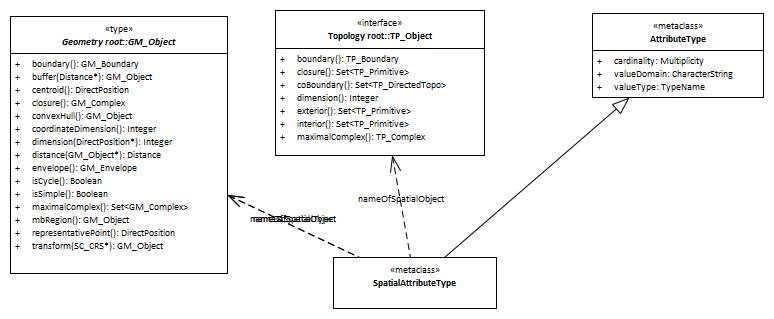 «type»
Geometry root::GM_Object
+ boundary(): GM_Boundary
+ buffer(Distance*): GM_Object
+ centroid(): DirectPosition
+ closure(): GM_Complex
+ convexHull(): GM_Object
+ coordinateDimension(): Integer
+ dimension(DirectPosition*): Integer
+ distance(GM_Object*): Distance
+ envelope(): GM_Envelope
+ isCycle(): Boolean
+ isSimple(): Boolean
+ maximalComplex(): Set<GM_Complex>
+ mbRegion(): GM_Object
+ representativePoint(): DirectPosition
+ transform(SC_CRS*): GM_Object
«interface»
Topology root::TP_Object
+ boundary(): TP_Boundary
+ closure(): Set<TP_Primitive>
+ coBoundary(): Set<TP_DirectedTopo>
+ dimension(): Integer
+ exterior(): Set<TP_Primitive>
+ interior(): Set<TP_Primitive>
+ maximalComplex(): TP_Complex
«metaclass»
AttributeType
+ cardinality: Multiplicity
+ valueDomain: CharacterString
+ valueType: TypeName
nameOfSpatialObject
«metaclass»
SpatialAttributeType